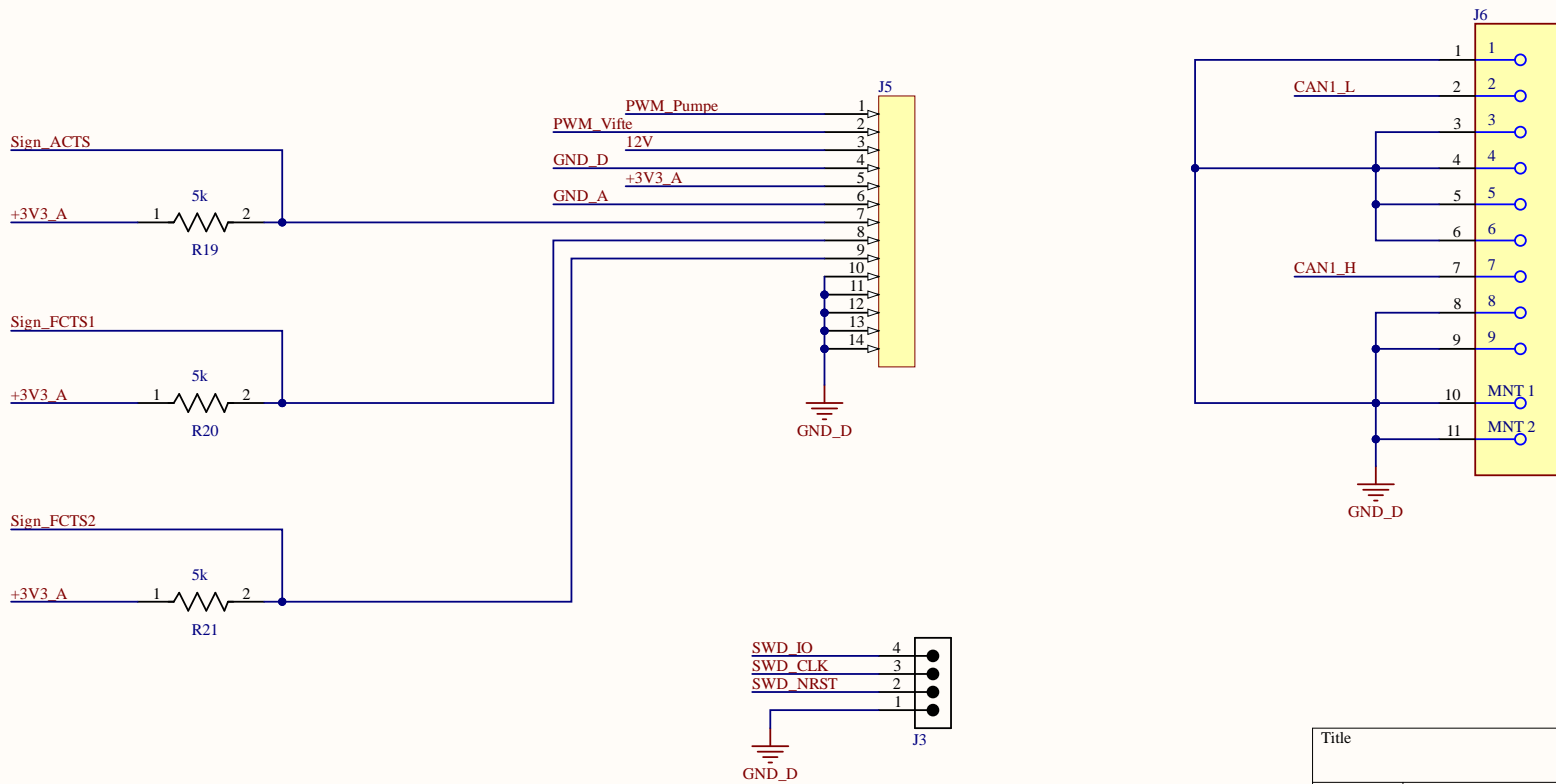 Sign_ACTS
5k
+3V3_A 1 2
R19
Sign_FCTS1
5k
+3V3_A 1 2
R20
Sign_FCTS2
5k
+3V3_A 1 2
R21
J5
PWM_Pumpe 1
PWM_Vifte 2
12V 3
GND_D 4
+3V3_A 5
GND_A 6
7
8
9
10
11
12
13
14
GND_D
SWD_IO 4
SWD_CLK 3
SWD_NRST 2
1
J3
GND_D
J6
1 1
CAN1_L 2 2
3 3
4 4
5 5
6 6
CAN1_H 7 7
8 8
9 9
10 MNT 1
11 MNT 2
GND_D
Title